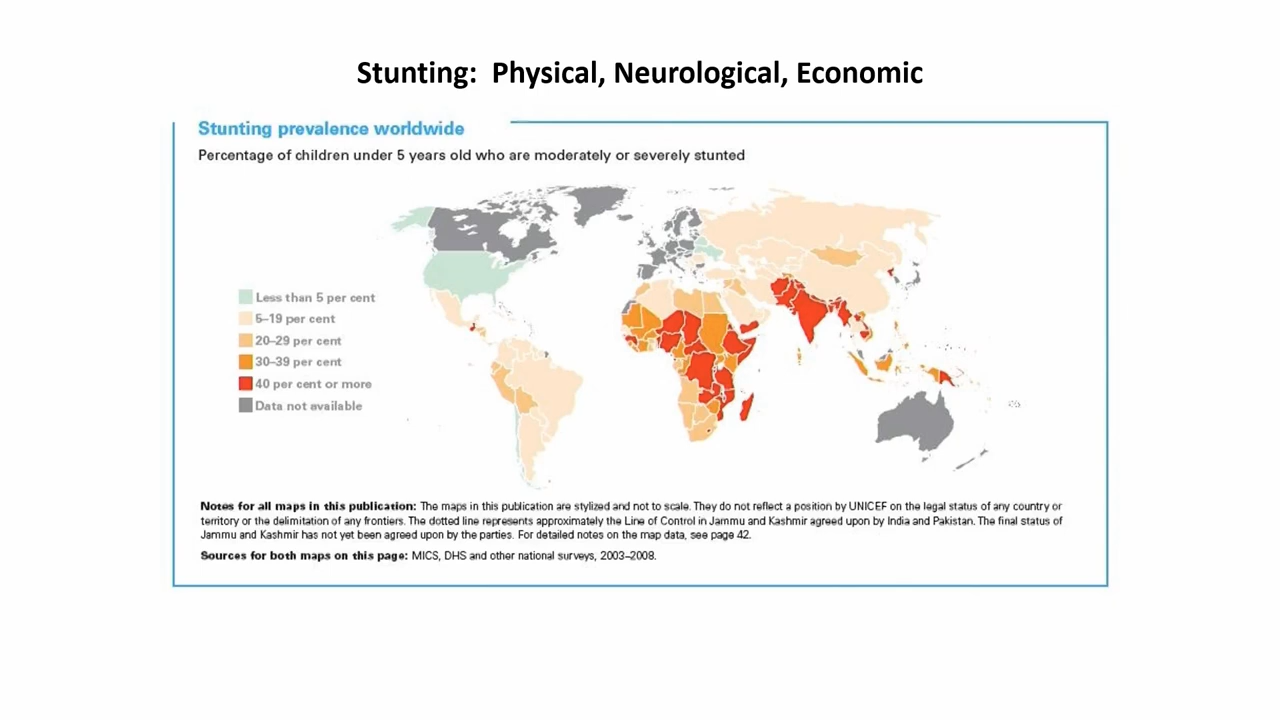 Stunting:  Physical, Neurological, Economic
Stunting prevalence worldwide
Percentage of children under 5 years old who are moderately or severely stunted
Less than 5 per cent
5–19 per cent
20–29 per cent
30–39 per cent
40 per cent or more
Data not available
Notes for all maps in this publication: The maps in this publication are stylized and not to scale. They do not reflect a position by UNICEF on the legal status of any country or
territory or the delimitation of any frontiers. The dotted line represents approximately the Line of Control in Jammu and Kashmir agreed upon by India and Pakistan. The final status of
Jammu and Kashmir has not yet been agreed upon by the parties. For detailed notes on the map data, see page 42.
Sources for both maps on this page: MICS, DHS and other national surveys, 2003–2008.